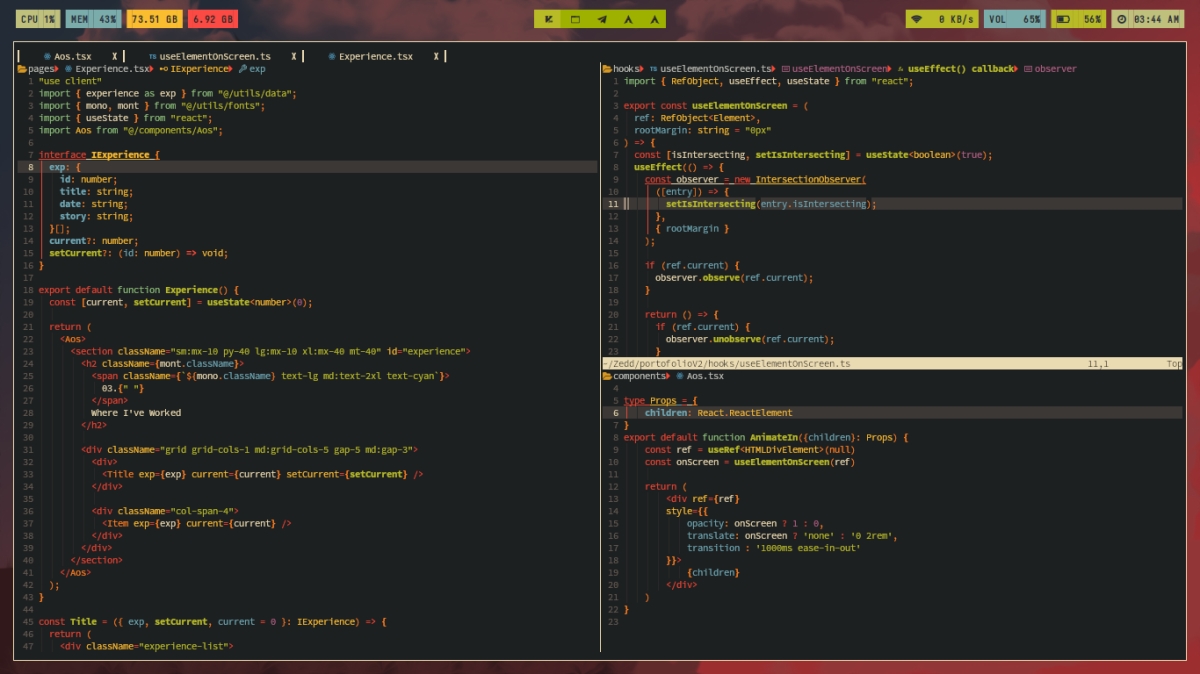 CPU 1% MEM 43% 73.51 GB 6.92 GB 0 KB/s VOL 65% 56% 03:44 AM
Aos.tsx X TS useElementOnScreen.ts X Experience.tsx X
pages Experience.tsx IExperience exp
1 "use client"
2 import { experience as exp } from "@/utils/data";
3 import { mono, mont } from "@/utils/fonts";
4 import { useState } from "react";
5 import Aos from "@/components/Aos";
6
7 interface IExperience {
8 exp: {
9 id: number;
10 title: string;
11 date: string;
12 story: string;
13 }[];
14 current?: number;
15 setCurrent?: (id: number) => void;
16 }
17
18 export default function Experience() {
19 const [current, setCurrent] = useState<number>(0);
20
21 return (
22 <Aos>
23 <section className="sm:mx-10 py-40 lg:mx-10 xl:mx-40 mt-40" id="experience">
24 <h2 className={mont.className}>
25 <span className={`${mono.className} text-lg md:text-2xl text-cyan`}>
26 03.{" "}
27 </span>
28 Where I've Worked
29 </h2>
30
31 <div className="grid grid-cols-1 md:grid-cols-5 gap-5 md:gap-3">
32 <div>
33 <Title exp={exp} current={current} setCurrent={setCurrent} />
34 </div>
35
36 <div className="col-span-4">
37 <Item exp={exp} current={current} />
38 </div>
39 </div>
40 </section>
41 </Aos>
42 );
43 }
44
45 const Title = ({ exp, setCurrent, current = 0 }: IExperience) => {
46 return (
47 <div className="experience-list">
hooks TS useElementOnScreen.ts useElementOnScreen useEffect() callback observer
1 import { RefObject, useEffect, useState } from "react";
2
3 export const useElementOnScreen = (
4 ref: RefObject<Element>,
5 rootMargin: string = "0px"
6 ) => {
7 const [isIntersecting, setIsIntersecting] = useState<boolean>(true);
8 useEffect(() => {
9 const observer = new IntersectionObserver(
10 ([entry]) => {
11 setIsIntersecting(entry.isIntersecting);
12 },
13 { rootMargin }
14 );
15
16 if (ref.current) {
17 observer.observe(ref.current);
18 }
19
20 return () => {
21 if (ref.current) {
22 observer.unobserve(ref.current);
23 }
~/Zedd/portofolioV2/hooks/useElementOnScreen.ts 11,1 Top
components Aos.tsx
4
5 type Props = {
6 children: React.ReactElement
7 }
8 export default function AnimateIn({children}: Props) {
9 const ref = useRef<HTMLDivElement>(null)
10 const onScreen = useElementOnScreen(ref)
11
12 return (
13 <div ref={ref}
14 style={{
15 opacity: onScreen ? 1 : 0,
16 translate: onScreen ? 'none' : '0 2rem',
17 transition : '1000ms ease-in-out'
18 }}>
19 {children}
20 </div>
21 )
22 }
23